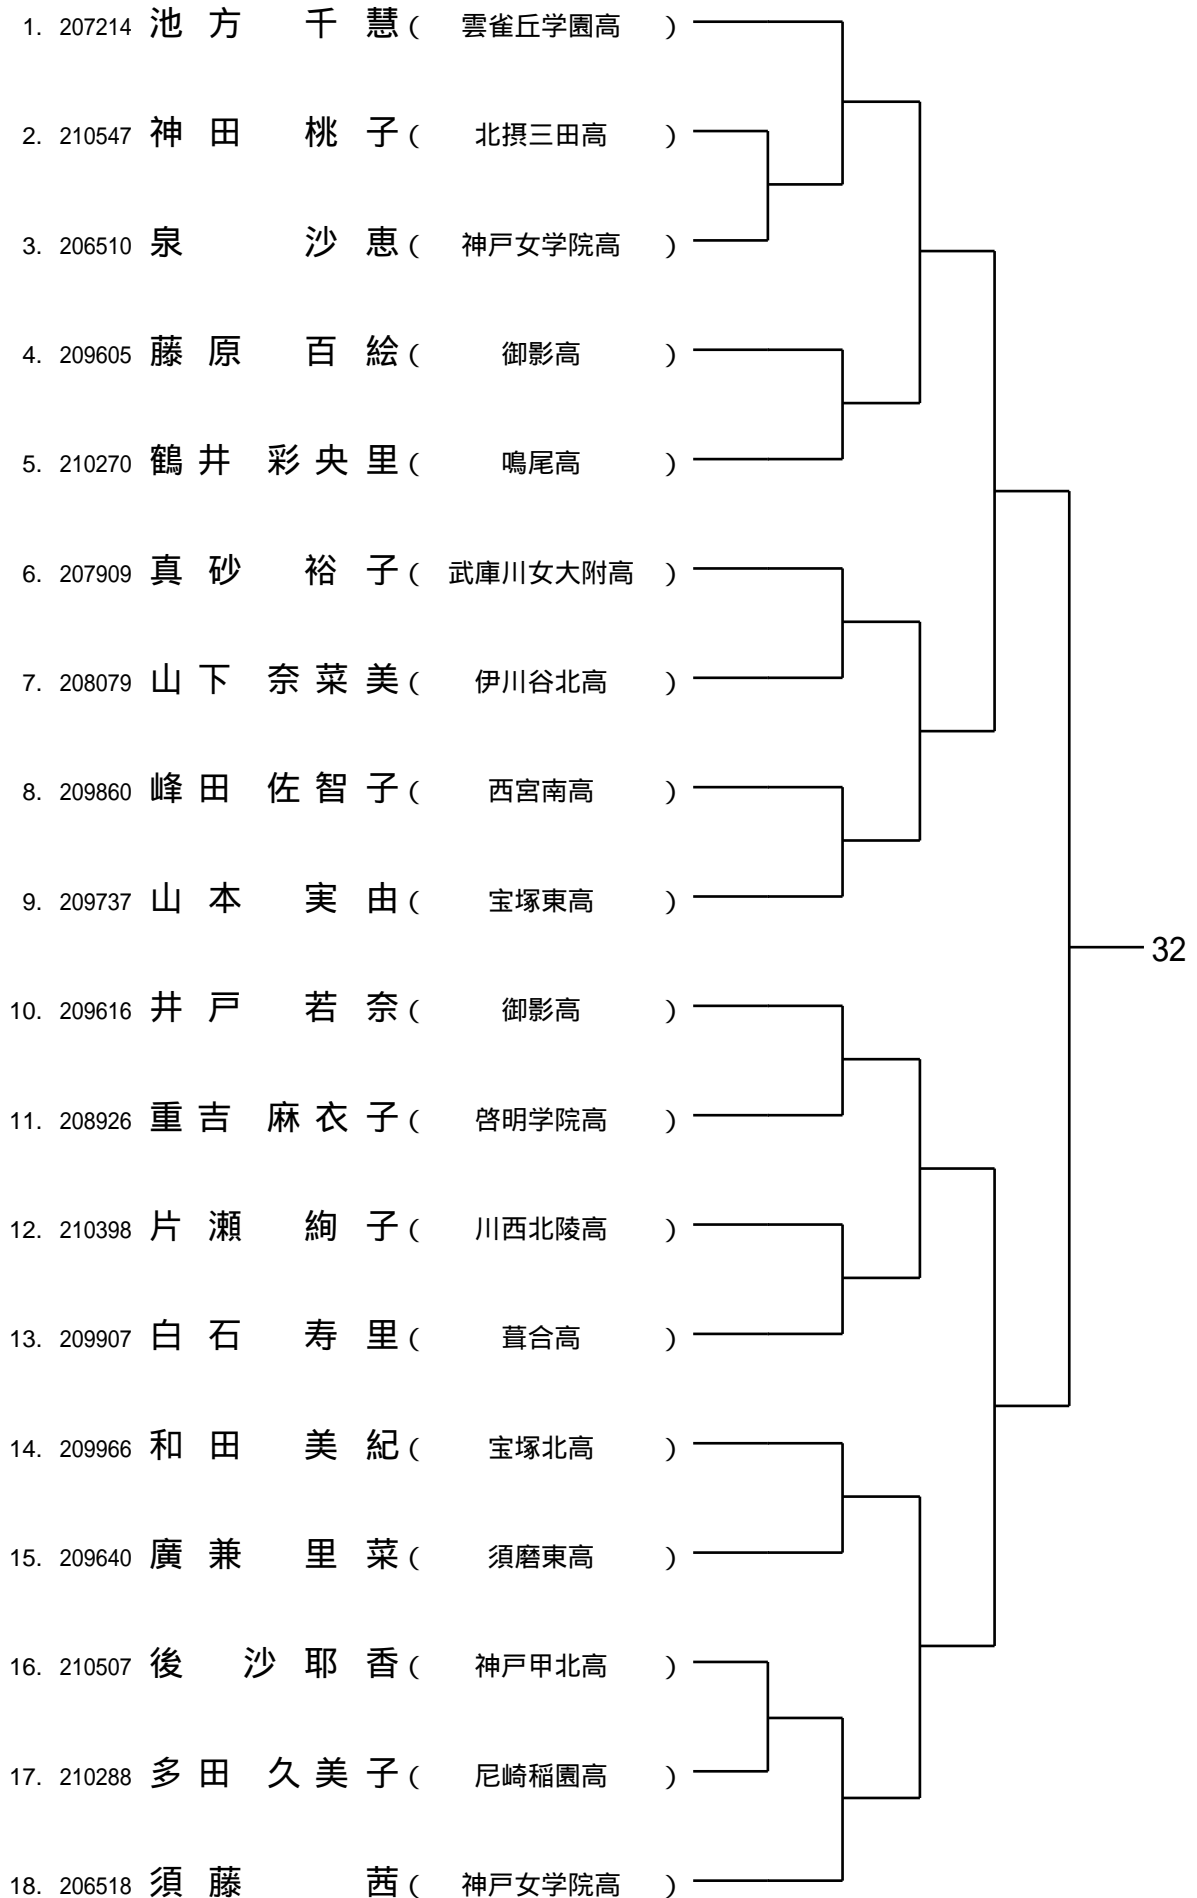 1. 207214 池方 千慧 ( 雲雀丘学園高 )
2. 210547 神田 桃子 ( 北摂三田高 )
3. 206510 泉 沙恵 ( 神戸女学院高 )
4. 209605 藤原 百絵 ( 御影高 )
5. 210270 鶴井 彩央里 ( 鳴尾高 )
6. 207909 真砂 裕子 ( 武庫川女大附高 )
7. 208079 山下 奈菜美 ( 伊川谷北高 )
8. 209860 峰田 佐智子 ( 西宮南高 )
9. 209737 山本 実由 ( 宝塚東高 )
32
10. 209616 井戸 若奈 ( 御影高 )
11. 208926 重吉 麻衣子 ( 啓明学院高 )
12. 210398 片瀬 絢子 ( 川西北陵高 )
13. 209907 白石 寿里 ( 葺合高 )
14. 209966 和田 美紀 ( 宝塚北高 )
15. 209640 廣兼 里菜 ( 須磨東高 )
16. 210507 後 沙耶香 ( 神戸甲北高 )
17. 210288 多田 久美子 ( 尼崎稲園高 )
18. 206518 須藤 茜 ( 神戸女学院高 )